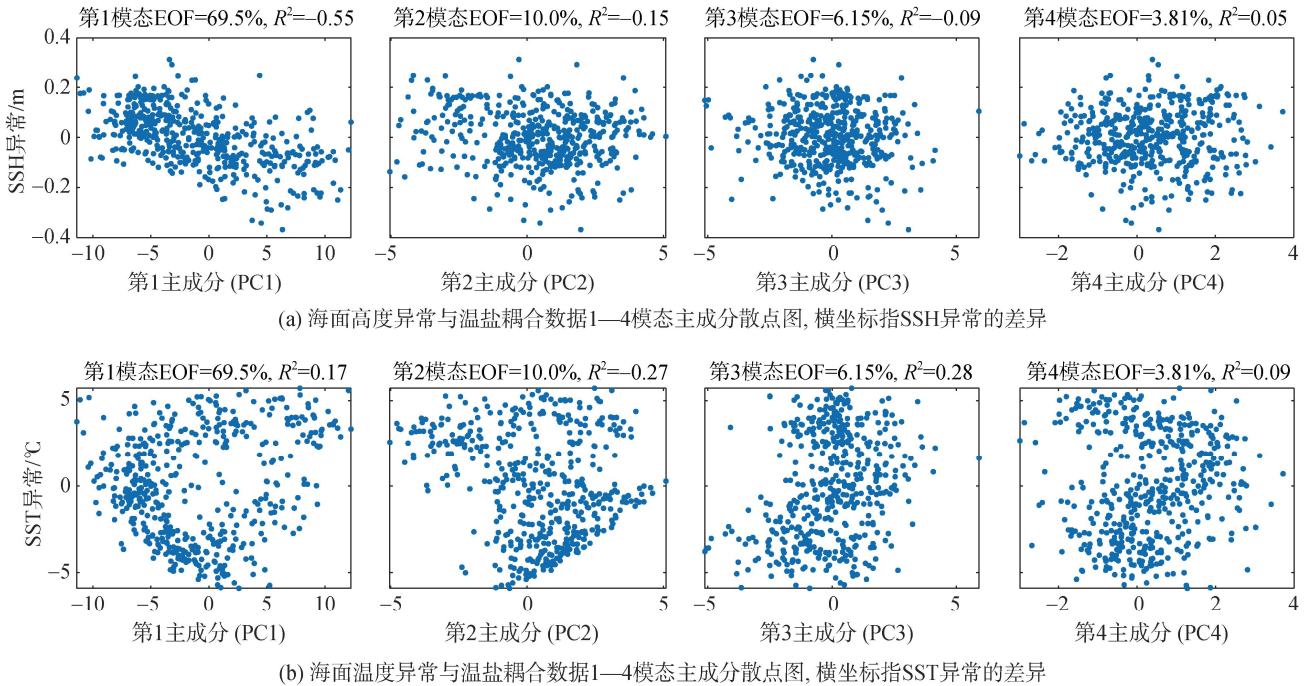 第1模态EOF=69.5%, R²=−0.55 第2模态EOF=10.0%, R²=−0.15 第3模态EOF=6.15%, R²=−0.09 第4模态EOF=3.81%, R²=0.05
SSH异常/m
0.4
0.2
0
−0.2
−0.4
−10 −5 0 5 10 −5 0 5 −5 0 5 −2 0 2 4
第1主成分 (PC1) 第2主成分 (PC2) 第3主成分 (PC3) 第4主成分 (PC4)
(a) 海面高度异常与温盐耦合数据1—4模态主成分散点图, 横坐标指SSH异常的差异
第1模态EOF=69.5%, R²=0.17 第2模态EOF=10.0%, R²=−0.27 第3模态EOF=6.15%, R²=0.28 第4模态EOF=3.81%, R²=0.09
SST异常/℃
5
0
−5
−10 −5 0 5 10 −5 0 5 −5 0 5 −2 0 2 4
第1主成分 (PC1) 第2主成分 (PC2) 第3主成分 (PC3) 第4主成分 (PC4)
(b) 海面温度异常与温盐耦合数据1—4模态主成分散点图, 横坐标指SST异常的差异